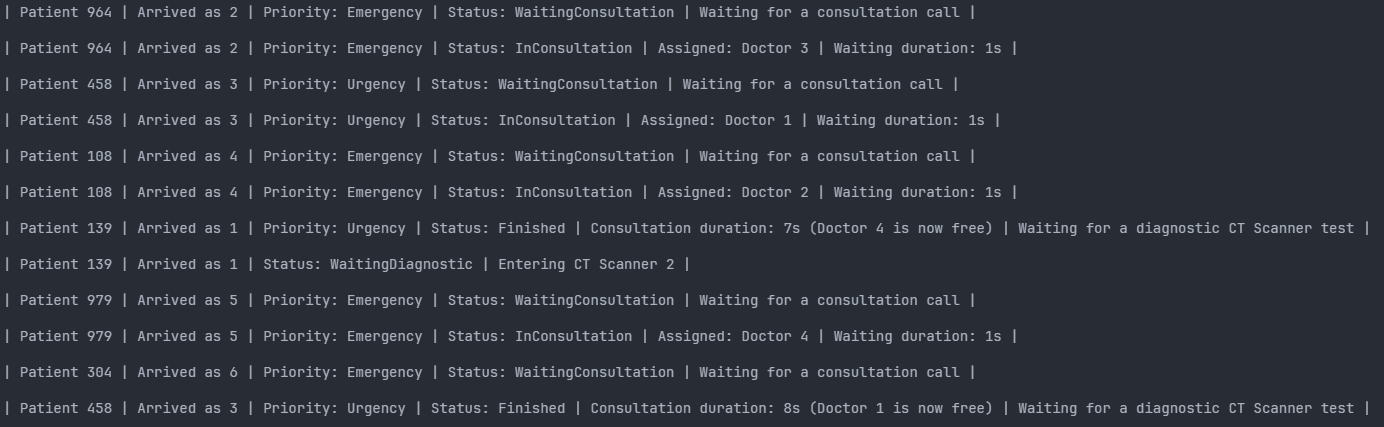 | Patient 964 | Arrived as 2 | Priority: Emergency | Status: WaitingConsultation | Waiting for a consultation call |
| Patient 964 | Arrived as 2 | Priority: Emergency | Status: InConsultation | Assigned: Doctor 3 | Waiting duration: 1s |
| Patient 458 | Arrived as 3 | Priority: Urgency | Status: WaitingConsultation | Waiting for a consultation call |
| Patient 458 | Arrived as 3 | Priority: Urgency | Status: InConsultation | Assigned: Doctor 1 | Waiting duration: 1s |
| Patient 108 | Arrived as 4 | Priority: Emergency | Status: WaitingConsultation | Waiting for a consultation call |
| Patient 108 | Arrived as 4 | Priority: Emergency | Status: InConsultation | Assigned: Doctor 2 | Waiting duration: 1s |
| Patient 139 | Arrived as 1 | Priority: Urgency | Status: Finished | Consultation duration: 7s (Doctor 4 is now free) | Waiting for a diagnostic CT Scanner test |
| Patient 139 | Arrived as 1 | Status: WaitingDiagnostic | Entering CT Scanner 2 |
| Patient 979 | Arrived as 5 | Priority: Emergency | Status: WaitingConsultation | Waiting for a consultation call |
| Patient 979 | Arrived as 5 | Priority: Emergency | Status: InConsultation | Assigned: Doctor 4 | Waiting duration: 1s |
| Patient 304 | Arrived as 6 | Priority: Emergency | Status: WaitingConsultation | Waiting for a consultation call |
| Patient 458 | Arrived as 3 | Priority: Urgency | Status: Finished | Consultation duration: 8s (Doctor 1 is now free) | Waiting for a diagnostic CT Scanner test |